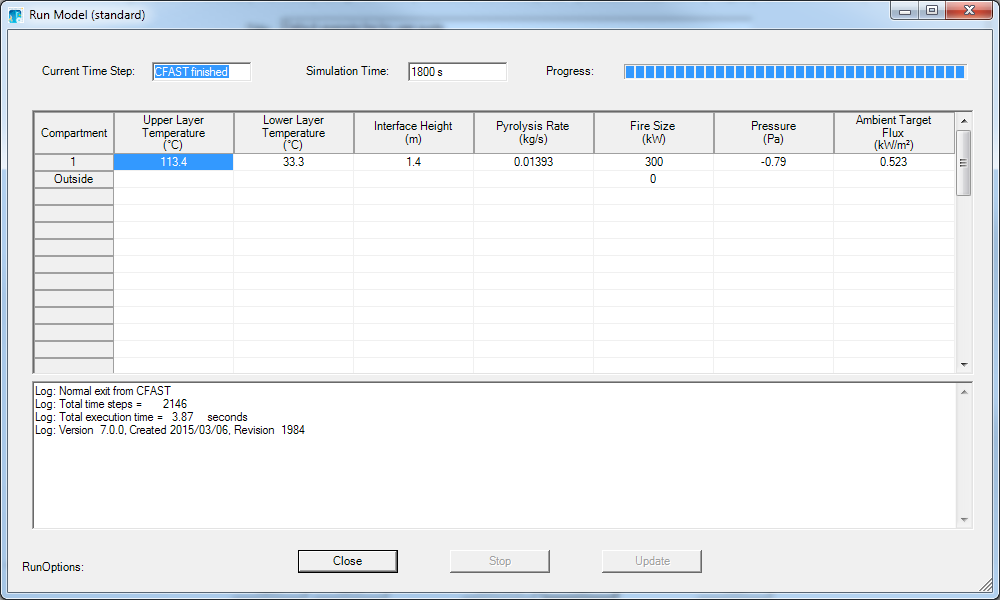 Run Model (standard)
Current Time Step: CFAST finished Simulation Time: 1800 s Progress:
Compartment Upper Layer Temperature (°C) Lower Layer Temperature (°C) Interface Height (m) Pyrolysis Rate (kg/s) Fire Size (kW) Pressure (Pa) Ambient Target Flux (kW/m²)
1 113.4 33.3 1.4 0.01393 300 -0.79 0.523
Outside 0
Log: Normal exit from CFAST
Log: Total time steps = 2146
Log: Total execution time = 3.87 seconds
Log: Version 7.0.0, Created 2015/03/06, Revision 1984
RunOptions: Close Stop Update